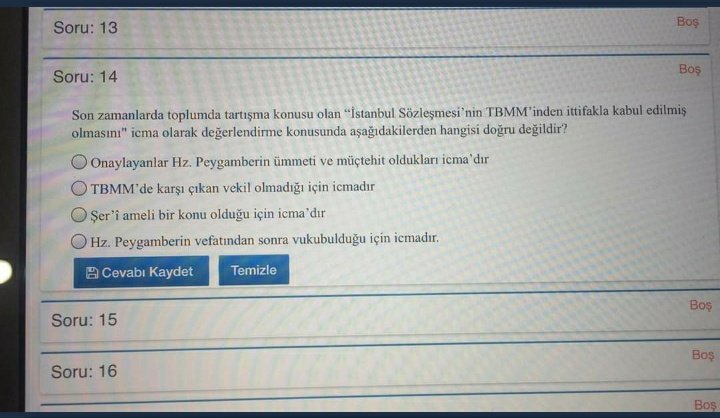 Soru: 13
Boş
Soru: 14
Boş
Son zamanlarda toplumda tartışma konusu olan “İstanbul Sözleşmesi’nin TBMM’inden ittifakla kabul edilmiş
olmasını" icma olarak değerlendirme konusunda aşağıdakilerden hangisi doğru değildir?
Onaylayanlar Hz. Peygamberin ümmeti ve müçtehit oldukları icma’dır
TBMM’de karşı çıkan vekil olmadığı için icmadır
Şer’î ameli bir konu olduğu için icma’dır
Hz. Peygamberin vefatından sonra vukubulduğu için icmadır.
Cevabı Kaydet
Temizle
Soru: 15
Boş
Soru: 16
Boş
Boş